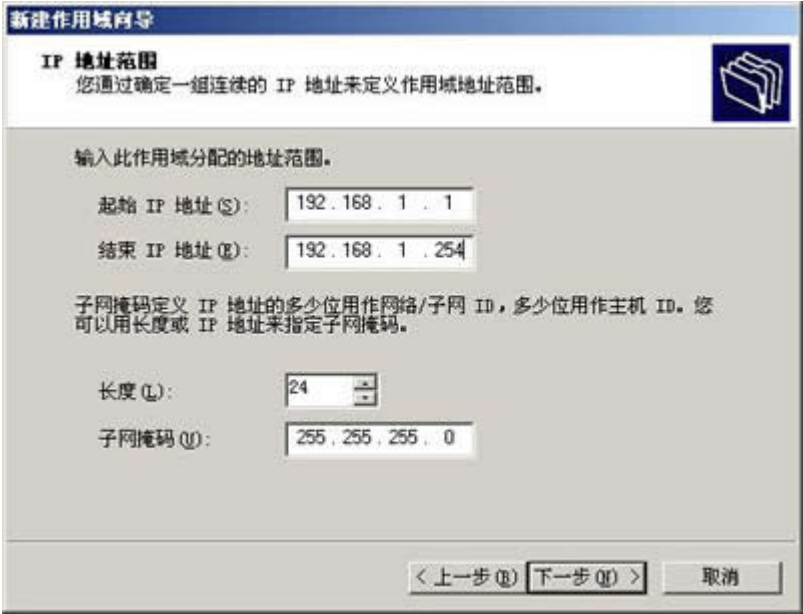 新建作用域向导
IP 地址范围
您通过确定一组连续的 IP 地址来定义作用域地址范围。
输入此作用域分配的地址范围。
起始 IP 地址(S): 192 . 168 . 1 . 1
结束 IP 地址(E): 192 . 168 . 1 . 254
子网掩码定义 IP 地址的多少位用作网络/子网 ID，多少位用作主机 ID。您
可以用长度或 IP 地址来指定子网掩码。
长度(L): 24
子网掩码(U): 255 . 255 . 255 . 0
< 上一步(B) 下一步(N) > 取消